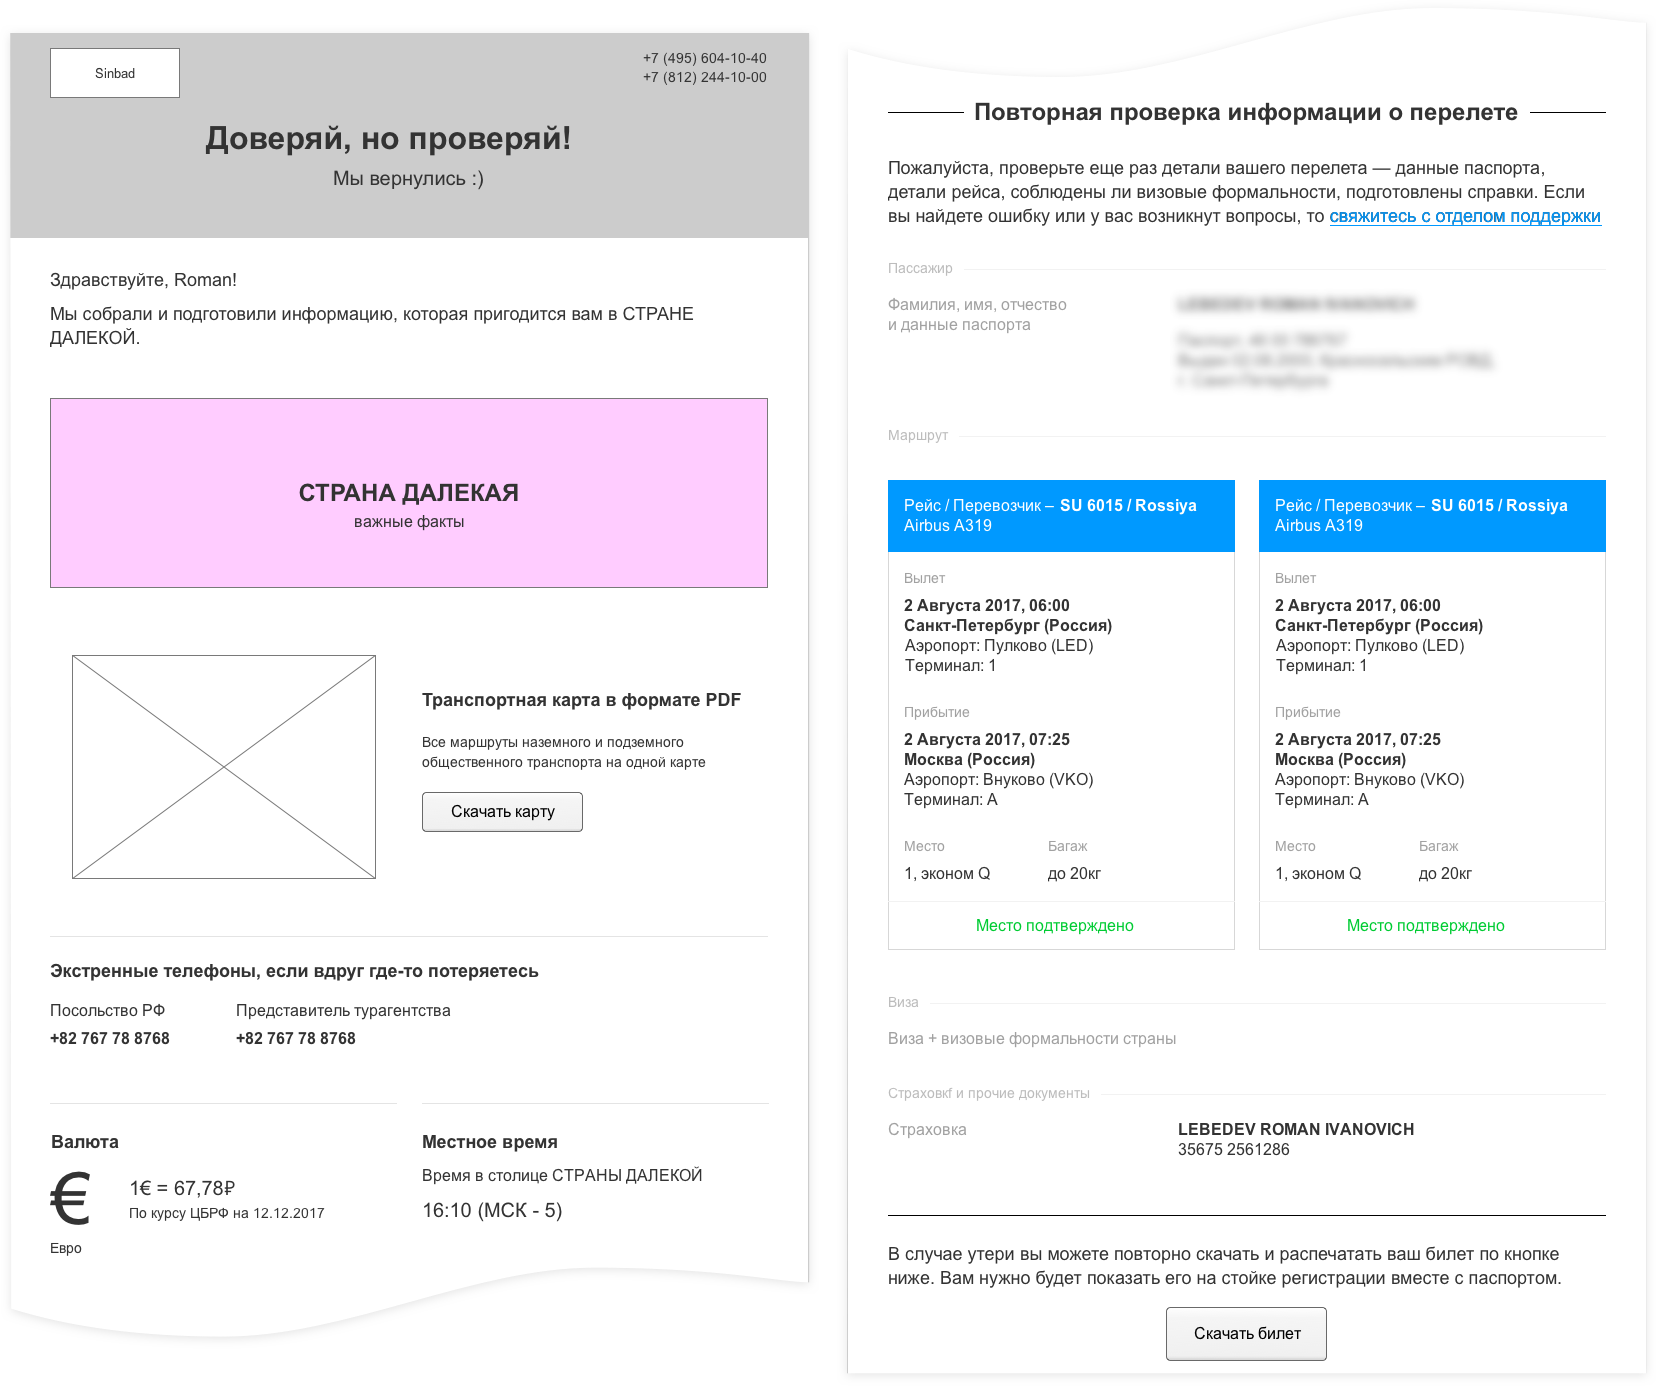 Sinbad
+7 (495) 604-10-40
+7 (812) 244-10-00
Доверяй, но проверяй!
Мы вернулись :)
Здравствуйте, Roman!
Мы собрали и подготовили информацию, которая пригодится вам в СТРАНЕ
ДАЛЕКОЙ.
СТРАНА ДАЛЕКАЯ
важные факты
Транспортная карта в формате PDF
Все маршруты наземного и подземного
общественного транспорта на одной карте
Скачать карту
Экстренные телефоны, если вдруг где-то потеряетесь
Посольство РФ
+82 767 78 8768
Представитель турагентства
+82 767 78 8768
Валюта
€
1€ = 67,78₽
По курсу ЦБРФ на 12.12.2017
Евро
Местное время
Время в столице СТРАНЫ ДАЛЕКОЙ
16:10 (МСК - 5)
Повторная проверка информации о перелете
Пожалуйста, проверьте еще раз детали вашего перелета — данные паспорта,
детали рейса, соблюдены ли визовые формальности, подготовлены справки. Если
вы найдете ошибку или у вас возникнут вопросы, то свяжитесь с отделом поддержки
Пассажир
Фамилия, имя, отчество
и данные паспорта
Маршрут
Рейс / Перевозчик – SU 6015 / Rossiya
Airbus A319
Вылет
2 Августа 2017, 06:00
Санкт-Петербург (Россия)
Аэропорт: Пулково (LED)
Терминал: 1
Прибытие
2 Августа 2017, 07:25
Москва (Россия)
Аэропорт: Внуково (VKO)
Терминал: А
Место
1, эконом Q
Багаж
до 20кг
Место подтверждено
Рейс / Перевозчик – SU 6015 / Rossiya
Airbus A319
Вылет
2 Августа 2017, 06:00
Санкт-Петербург (Россия)
Аэропорт: Пулково (LED)
Терминал: 1
Прибытие
2 Августа 2017, 07:25
Москва (Россия)
Аэропорт: Внуково (VKO)
Терминал: А
Место
1, эконом Q
Багаж
до 20кг
Место подтверждено
Виза
Виза + визовые формальности страны
Страховкf и прочие документы
Страховка
LEBEDEV ROMAN IVANOVICH
35675 2561286
В случае утери вы можете повторно скачать и распечатать ваш билет по кнопке
ниже. Вам нужно будет показать его на стойке регистрации вместе с паспортом.
Скачать билет